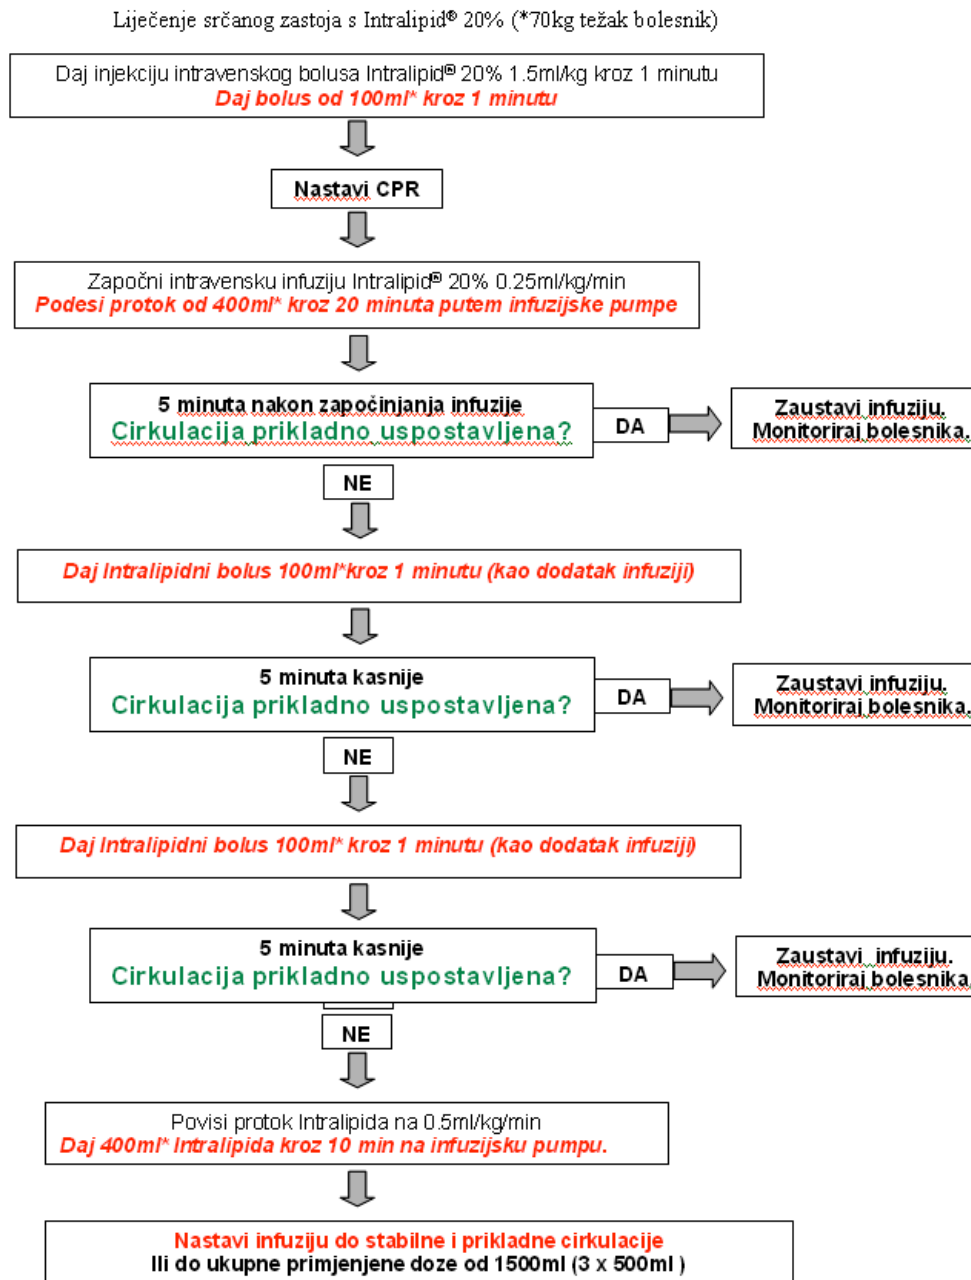 Liječenje srčanog zastoja s Intralipid® 20% (*70kg težak bolesnik)
Daj injekciju intravenskog bolusa Intralipid® 20% 1.5ml/kg kroz 1 minutu
Daj bolus od 100ml* kroz 1 minutu
Nastavi CPR
Započni intravensku infuziju Intralipid® 20% 0.25ml/kg/min
Podesi protok od 400ml* kroz 20 minuta putem infuzijske pumpe
5 minuta nakon započinjanja infuzije
Cirkulacija prikladno uspostavljena?
DA
Zaustavi infuziju.
Monitoriraj bolesnika.
NE
Daj Intralipidni bolus 100ml*kroz 1 minutu (kao dodatak infuziji)
5 minuta kasnije
Cirkulacija prikladno uspostavljena?
DA
Zaustavi infuziju.
Monitoriraj bolesnika.
NE
Daj Intralipidni bolus 100ml* kroz 1 minutu (kao dodatak infuziji)
5 minuta kasnije
Cirkulacija prikladno uspostavljena?
DA
Zaustavi infuziju.
Monitoriraj bolesnika.
NE
Povisi protok Intralipida na 0.5ml/kg/min
Daj 400ml* Intralipida kroz 10 min na infuzijsku pumpu.
Nastavi infuziju do stabilne i prikladne cirkulacije
Ili do ukupne primjenjene doze od 1500ml (3 x 500ml )